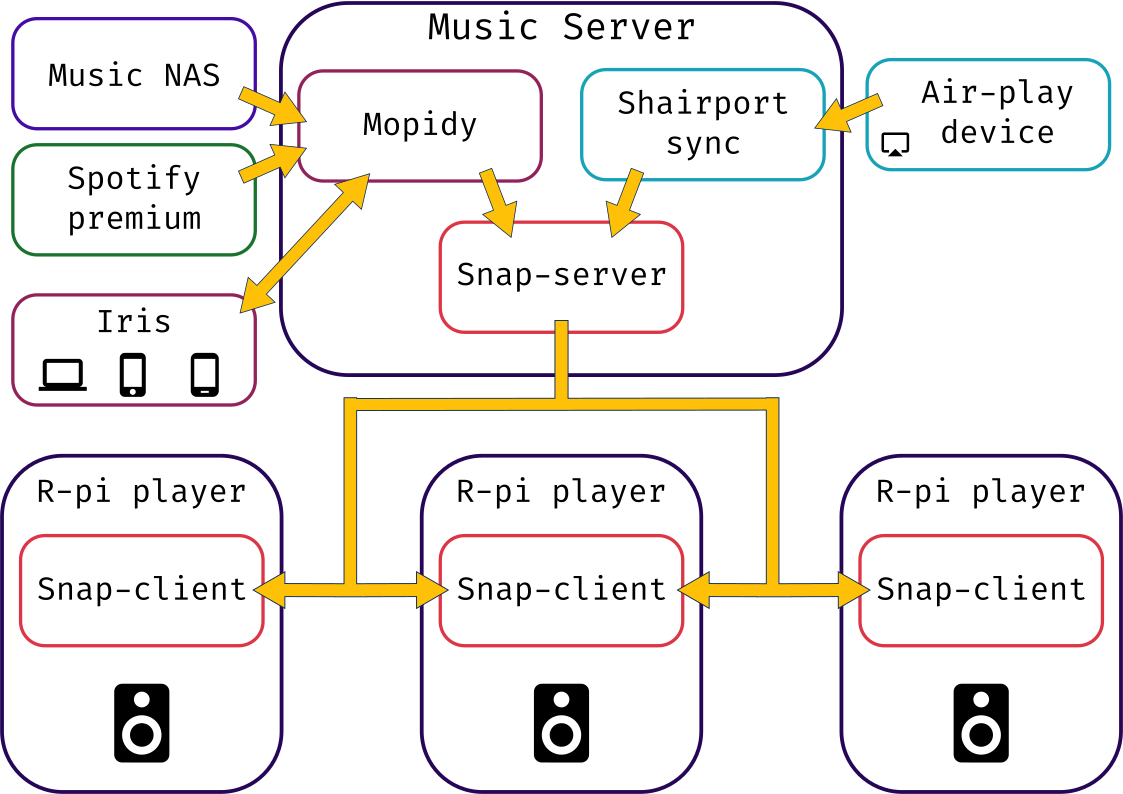 Music Server
Music NAS
Mopidy
Shairport
sync
Air-play
device
Spotify
premium
Snap-server
Iris
R-pi player
R-pi player
R-pi player
Snap-client
Snap-client
Snap-client